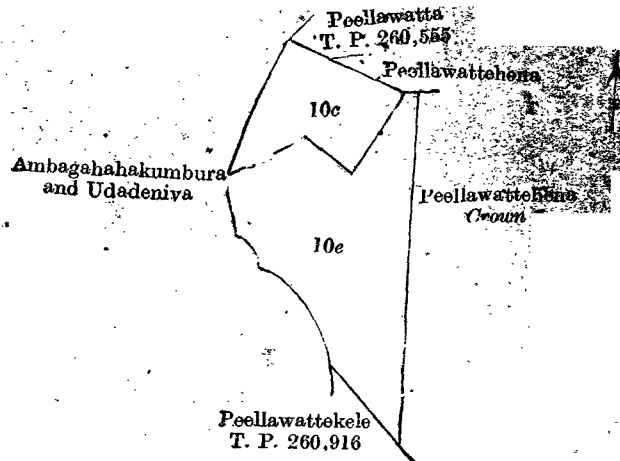 Peellawatta
T. P. 260,555
Peellawattehena
10c
Ambagahahakumbura
and Udadeniya
Peellawattehena
Crown
10e
Peellawattekele
T. P. 260,916